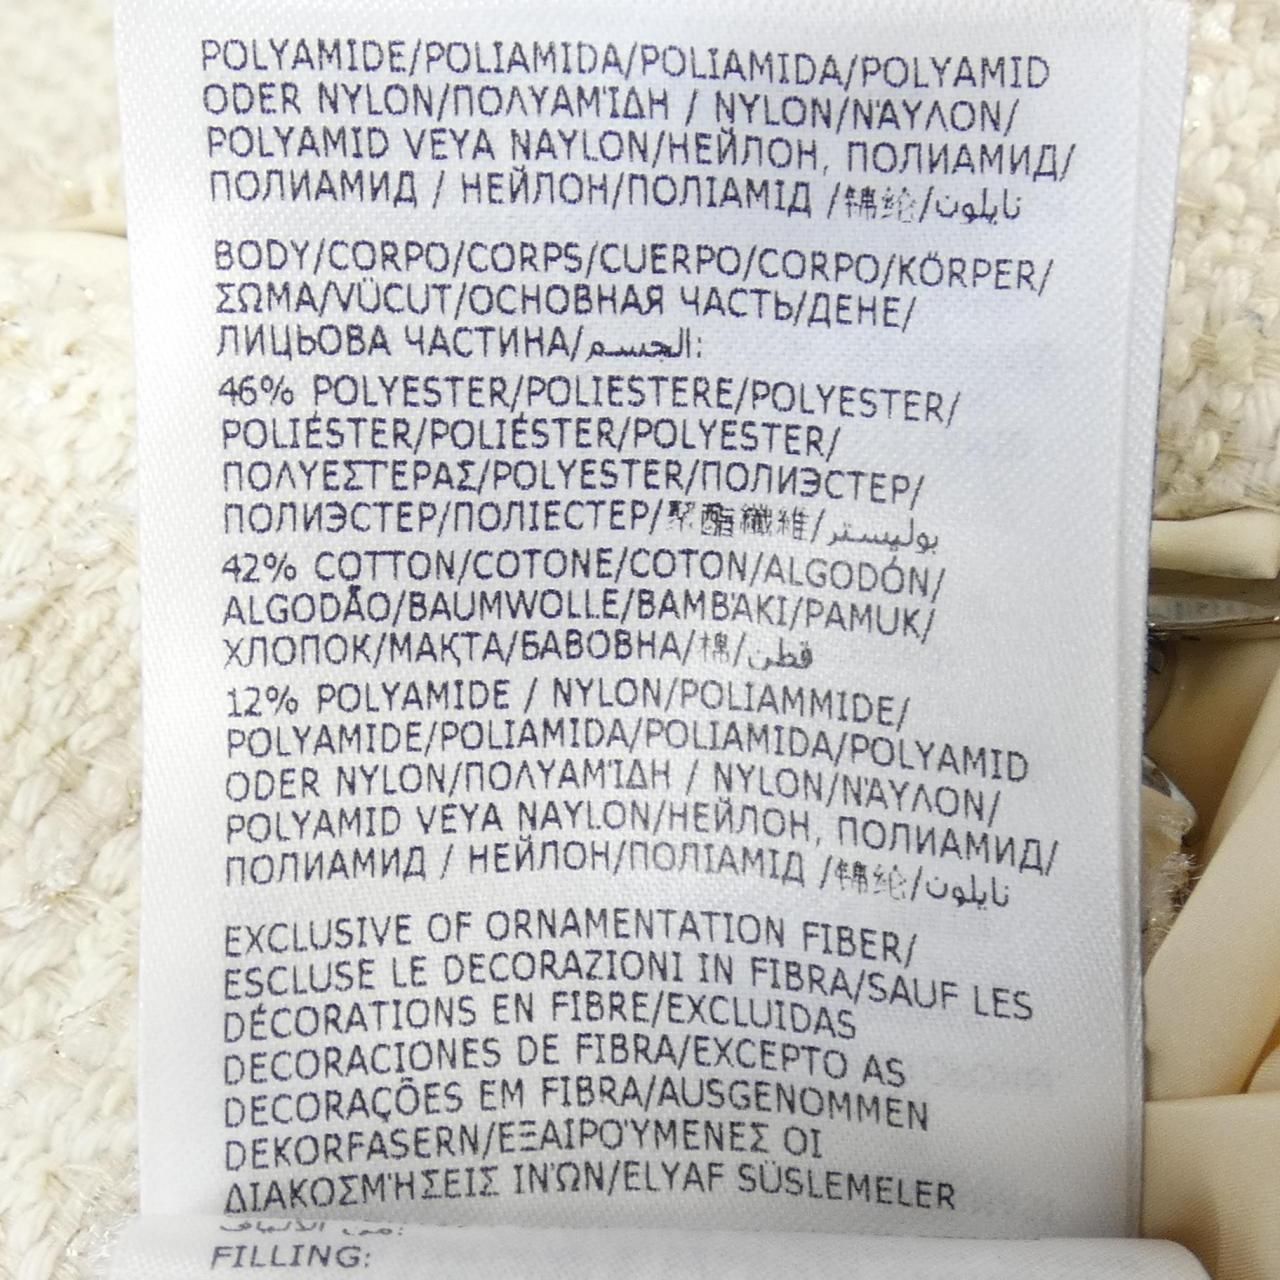 POLYAMIDE/POLIAMIDA/POLIAMIDA/POLYAMID
ODER NYLON/ΠΟΛΥΑΜΊΔΗ / NYLON/ΝΆΥΛΟΝ/
POLYAMID VEYA NAYLON/НЕЙЛОН, ПОЛИАМИД/
ПОЛИАМИД / НЕЙЛОН/ПОЛІАМІД /锦纶/نايلون
BODY/CORPO/CORPS/CUERPO/CORPO/KÖRPER/
ΣΩΜΑ/VÜCUT/ОСНОВНАЯ ЧАСТЬ/ДЕНЕ/
ЛИЦЬОВА ЧАСТИНА/الجسم:
46% POLYESTER/POLIESTERE/POLYESTER/
POLIÉSTER/POLIÉSTER/POLYESTER/
ΠΟΛΥΕΣΤΕΡΑΣ/POLYESTER/ПОЛИЭСТЕР/
ПОЛИЭСТЕР/ПОЛІЕСТЕР/聚酯纖維/بوليستر
42% COTTON/COTONE/COTON/ALGODÓN/
ALGODÃO/BAUMWOLLE/ΒΑΜΒΆΚΙ/PAMUK/
ХЛОПОК/МАҚТА/БАВОВНА/棉/قطن
12% POLYAMIDE / NYLON/POLIAMMIDE/
POLYAMIDE/POLIAMIDA/POLIAMIDA/POLYAMID
ODER NYLON/ΠΟΛΥΑΜΊΔΗ / NYLON/ΝΆΥΛΟΝ/
POLYAMID VEYA NAYLON/НЕЙЛОН, ПОЛИАМИД/
ПОЛИАМИД / НЕЙЛОН/ПОЛІАМІД /锦纶/نايلون
EXCLUSIVE OF ORNAMENTATION FIBER/
ESCLUSE LE DECORAZIONI IN FIBRA/SAUF LES
DÉCORATIONS EN FIBRE/EXCLUIDAS
DECORACIONES DE FIBRA/EXCEPTO AS
DECORAÇÕES EM FIBRA/AUSGENOMMEN
DEKORFASERN/ΕΞΑΙΡΟΎΜΕΝΕΣ ΟΙ
ΔΙΑΚΟΣΜΉΣΕΙΣ ΙΝΏΝ/ELYAF SÜSLEMELER
FILLING: